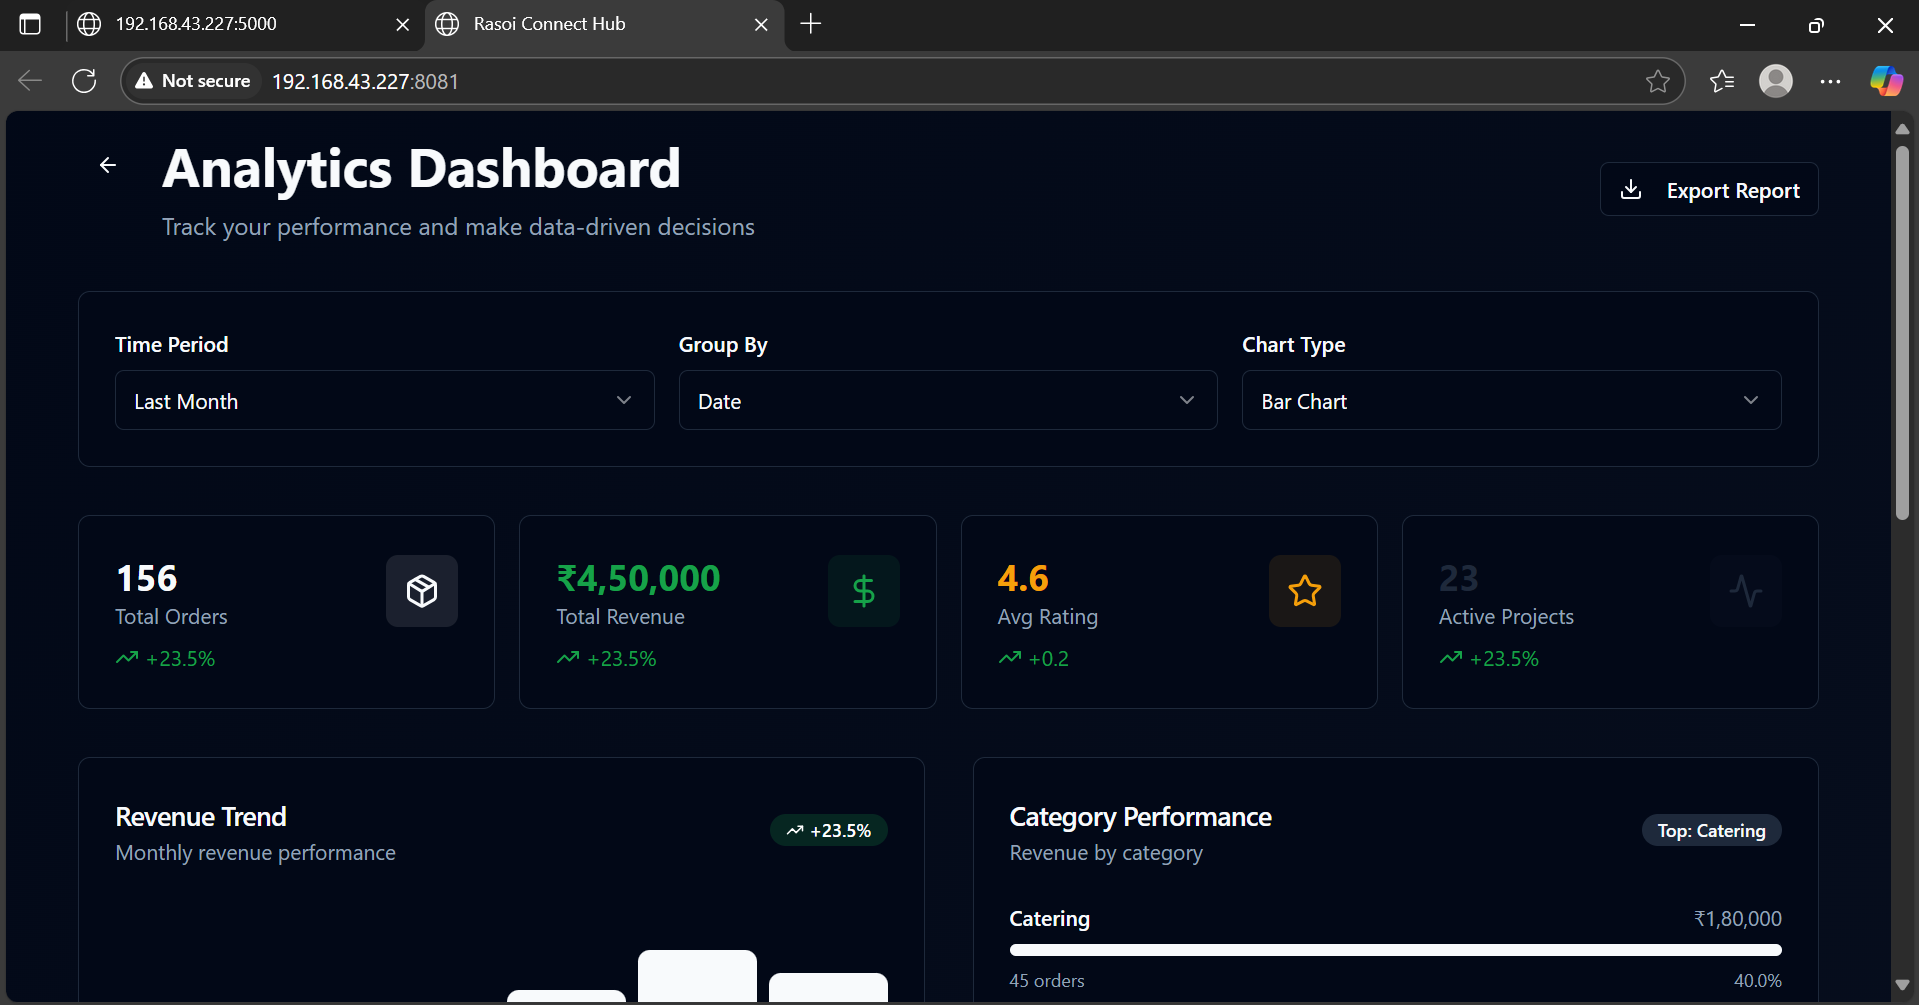 192.168.43.227:5000
Rasoi Connect Hub
Not secure
192.168.43.227:8081
Analytics Dashboard
Track your performance and make data-driven decisions
Export Report
Time Period
Group By
Chart Type
Last Month
Date
Bar Chart
156
Total Orders
+23.5%
₹4,50,000
Total Revenue
+23.5%
4.6
Avg Rating
+0.2
23
Active Projects
+23.5%
Revenue Trend
Monthly revenue performance
+23.5%
Category Performance
Revenue by category
Top: Catering
Catering
₹1,80,000
45 orders
40.0%